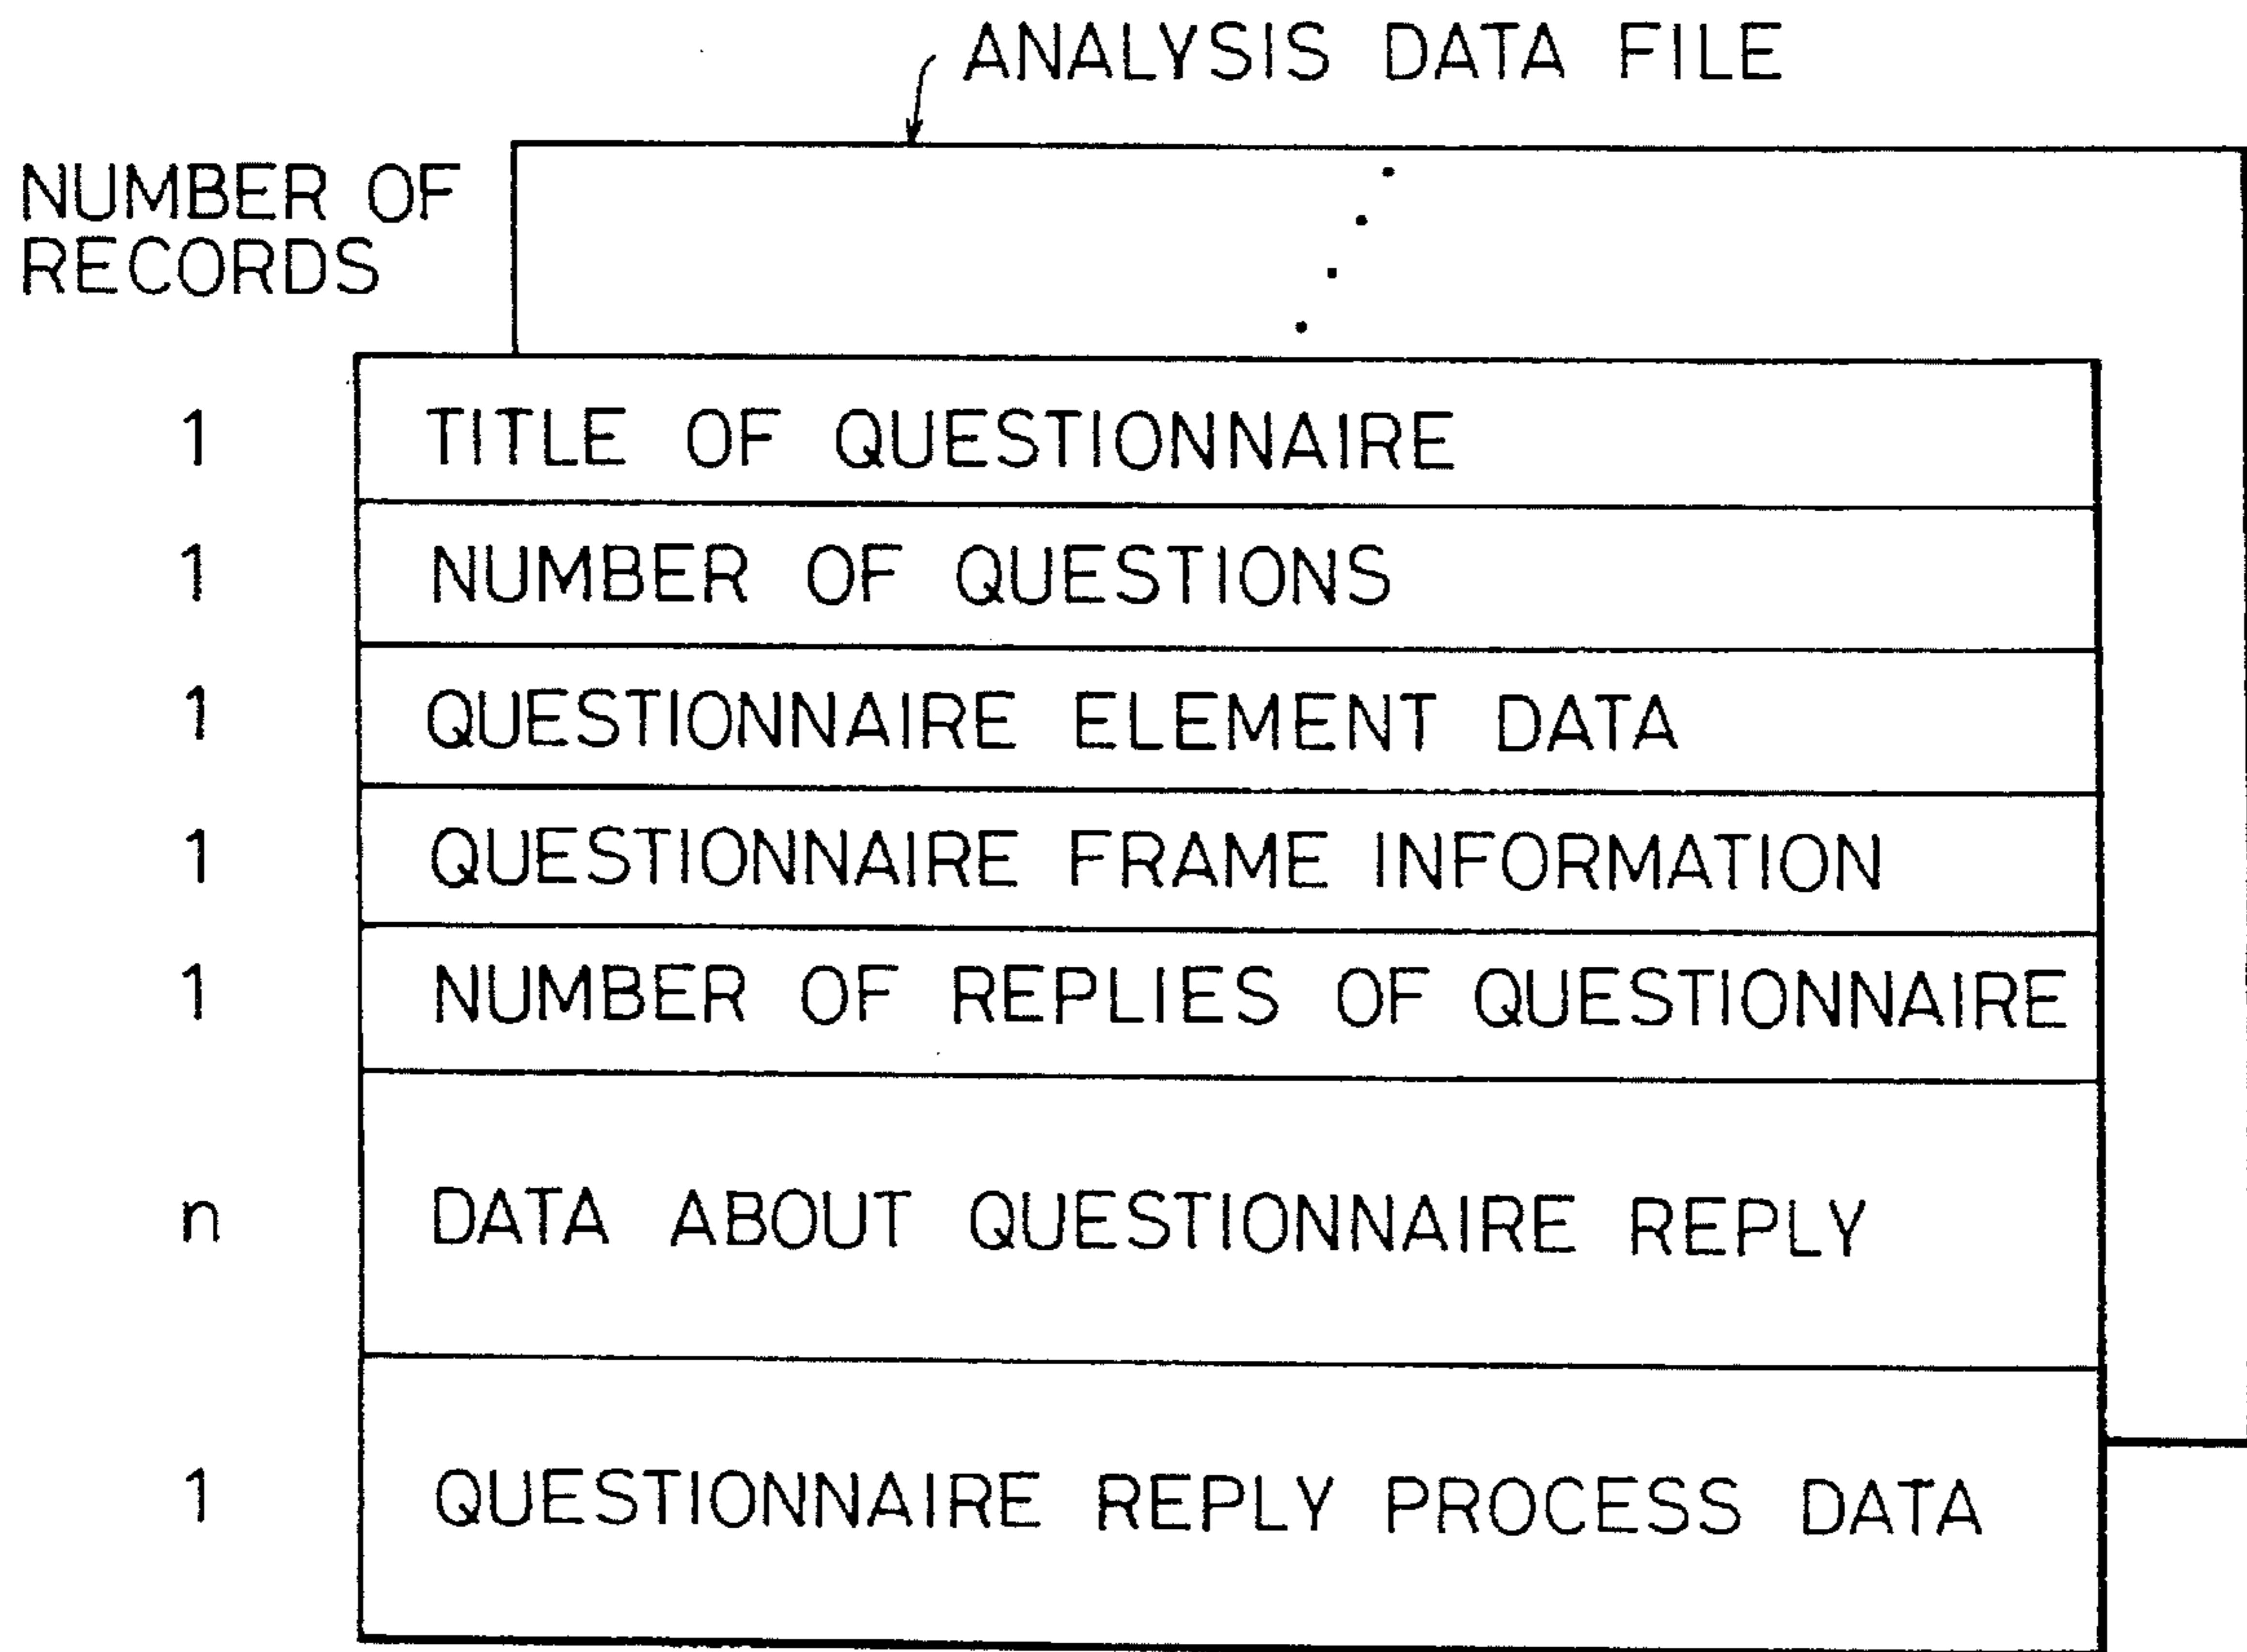 ANALYSIS DATA FILE
NUMBER OF
RECORDS
1 TITLE OF QUESTIONNAIRE
1 NUMBER OF QUESTIONS
1 QUESTIONNAIRE ELEMENT DATA
1 QUESTIONNAIRE FRAME INFORMATION
1 NUMBER OF REPLIES OF QUESTIONNAIRE
n DATA ABOUT QUESTIONNAIRE REPLY
1 QUESTIONNAIRE REPLY PROCESS DATA